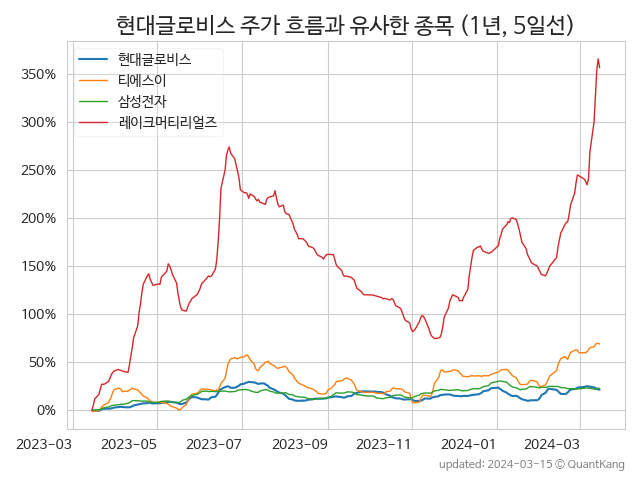 현대글로비스 주가 흐름과 유사한 종목 (1년, 5일선)
현대글로비스
티에스이
삼성전자
레이크머티리얼즈
350%
300%
250%
200%
150%
100%
50%
0%
2023-03 2023-05 2023-07 2023-09 2023-11 2024-01 2024-03
updated: 2024-03-15 © QuantKang